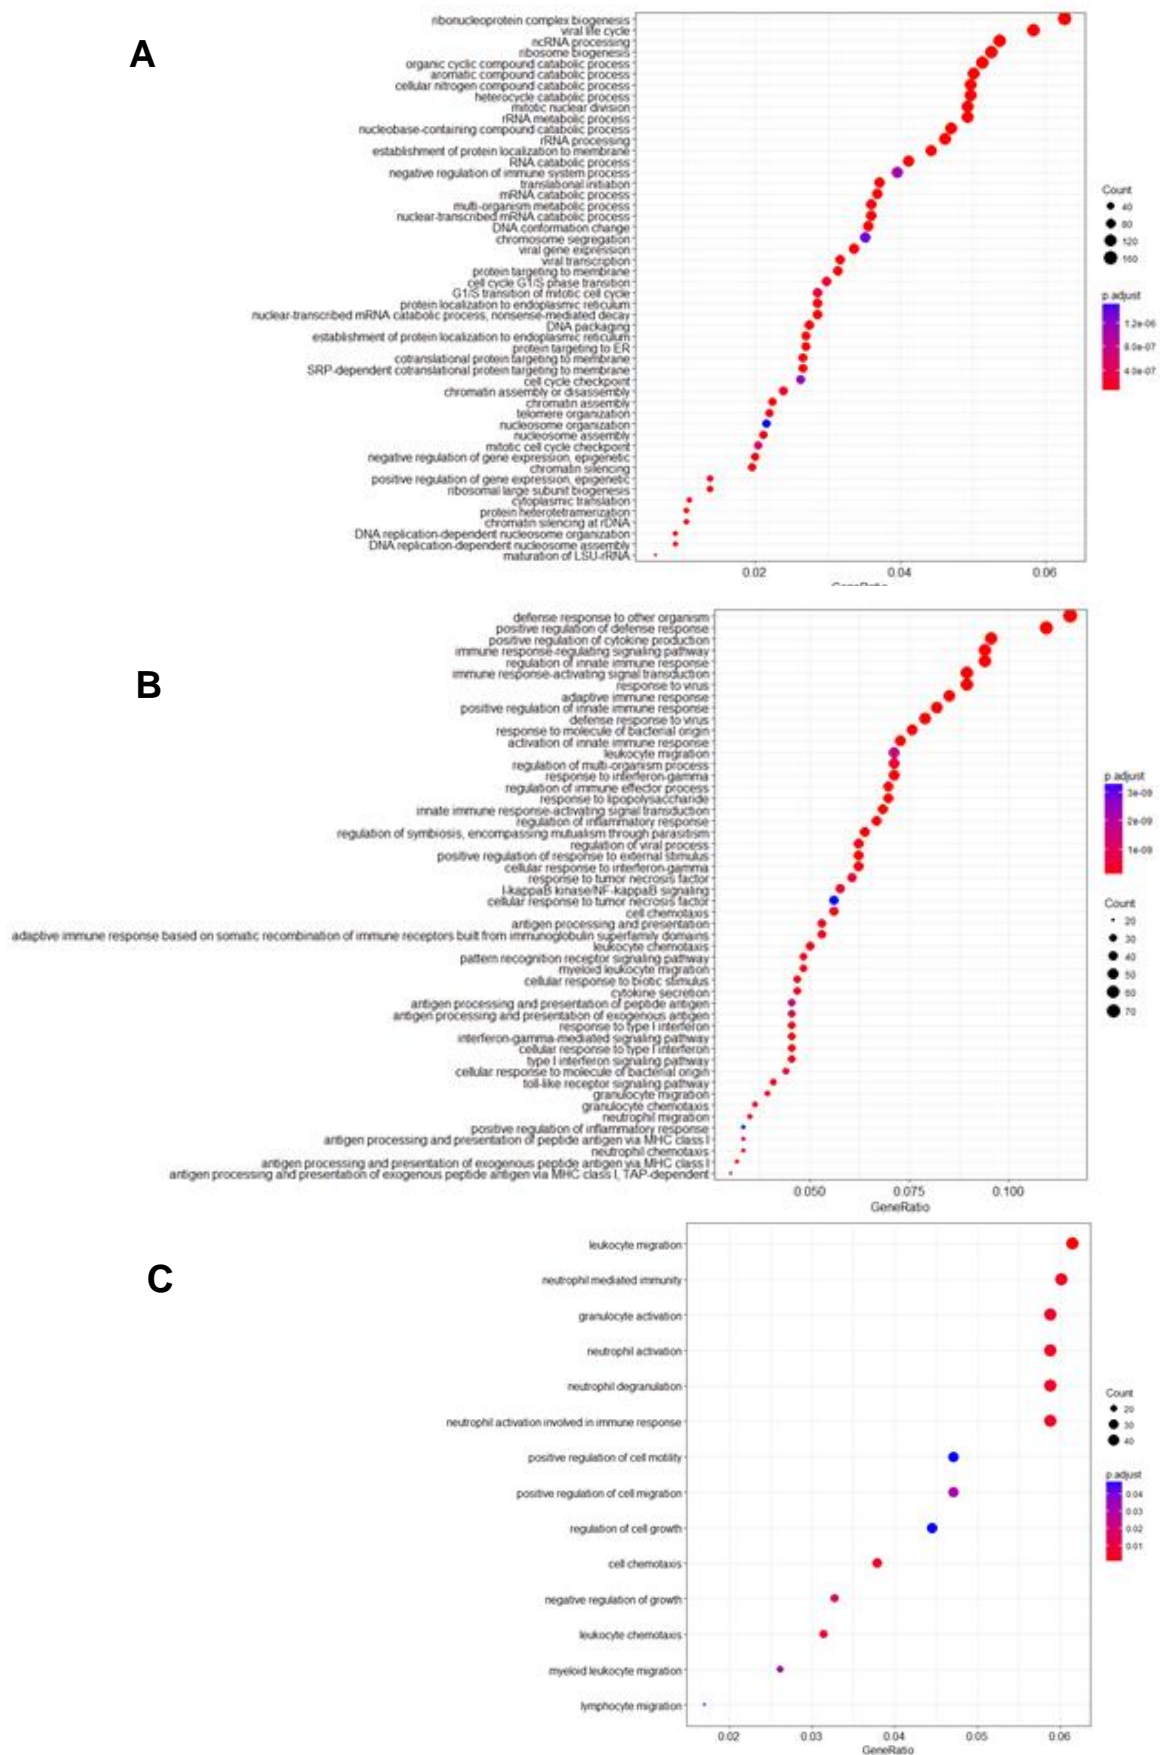 A
ribonucleoprotein complex biogenesis
viral life cycle
ncRNA processing
ribosome biogenesis
organic cyclic compound catabolic process
aromatic compound catabolic process
cellular nitrogen compound catabolic process
heterocycle catabolic process
mitotic nuclear division
rRNA metabolic process
nucleobase-containing compound catabolic process
rRNA processing
establishment of protein localization to membrane
RNA catabolic process
negative regulation of immune system process
translational initiation
mRNA catabolic process
multi-organism metabolic process
nuclear-transcribed mRNA catabolic process
DNA conformation change
chromosome segregation
viral gene expression
viral transcription
protein targeting to membrane
cell cycle G1/S phase transition
G1/S transition of mitotic cell cycle
protein localization to endoplasmic reticulum
nuclear-transcribed mRNA catabolic process, nonsense-mediated decay
DNA packaging
establishment of protein localization to endoplasmic reticulum
protein targeting to ER
cotranslational protein targeting to membrane
SRP-dependent cotranslational protein targeting to membrane
cell cycle checkpoint
chromatin assembly or disassembly
chromatin assembly
telomere organization
nucleosome organization
nucleosome assembly
mitotic cell cycle checkpoint
negative regulation of gene expression, epigenetic
chromatin silencing
positive regulation of gene expression, epigenetic
ribosomal large subunit biogenesis
cytoplasmic translation
protein heterotetramerization
chromatin silencing at rDNA
DNA replication-dependent nucleosome organization
DNA replication-dependent nucleosome assembly
maturation of LSU-rRNA
0.02 0.04 0.06
GeneRatio
Count
40
80
120
160
p.adjust
1.2e-06
8.0e-07
4.0e-07
B
defense response to other organism
positive regulation of defense response
positive regulation of cytokine production
immune response-regulating signaling pathway
regulation of innate immune response
immune response-activating signal transduction
response to virus
adaptive immune response
positive regulation of innate immune response
defense response to virus
response to molecule of bacterial origin
activation of innate immune response
leukocyte migration
regulation of multi-organism process
response to interferon-gamma
regulation of immune effector process
response to lipopolysaccharide
innate immune response-activating signal transduction
regulation of inflammatory response
regulation of symbiosis, encompassing mutualism through parasitism
regulation of viral process
positive regulation of response to external stimulus
cellular response to interferon-gamma
response to tumor necrosis factor
I-kappaB kinase/NF-kappaB signaling
cellular response to tumor necrosis factor
cell chemotaxis
antigen processing and presentation
adaptive immune response based on somatic recombination of immune receptors built from immunoglobulin superfamily domains
leukocyte chemotaxis
pattern recognition receptor signaling pathway
myeloid leukocyte migration
cellular response to biotic stimulus
cytokine secretion
antigen processing and presentation of peptide antigen
antigen processing and presentation of exogenous antigen
response to type I interferon
interferon-gamma-mediated signaling pathway
cellular response to type I interferon
type I interferon signaling pathway
cellular response to molecule of bacterial origin
toll-like receptor signaling pathway
granulocyte migration
granulocyte chemotaxis
neutrophil migration
positive regulation of inflammatory response
antigen processing and presentation of peptide antigen via MHC class I
neutrophil chemotaxis
antigen processing and presentation of exogenous peptide antigen via MHC class I
antigen processing and presentation of exogenous peptide antigen via MHC class I, TAP-dependent
0.050 0.075 0.100
GeneRatio
p.adjust
3e-09
2e-09
1e-09
Count
20
30
40
50
60
70
C
leukocyte migration
neutrophil mediated immunity
granulocyte activation
neutrophil activation
neutrophil degranulation
neutrophil activation involved in immune response
positive regulation of cell motility
positive regulation of cell migration
regulation of cell growth
cell chemotaxis
negative regulation of growth
leukocyte chemotaxis
myeloid leukocyte migration
lymphocyte migration
0.02 0.03 0.04 0.05 0.06
GeneRatio
Count
20
30
40
p.adjust
0.04
0.03
0.02
0.01